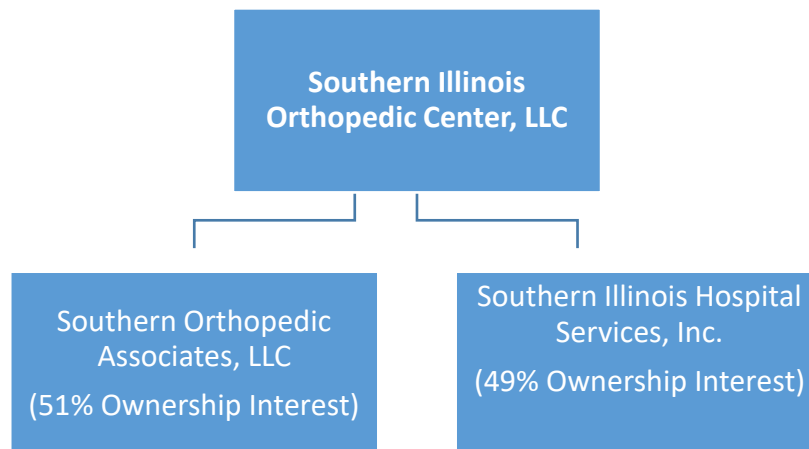 Southern Illinois
Orthopedic Center, LLC
Southern Orthopedic
Associates, LLC
(51% Ownership Interest)
Southern Illinois Hospital
Services, Inc.
(49% Ownership Interest)